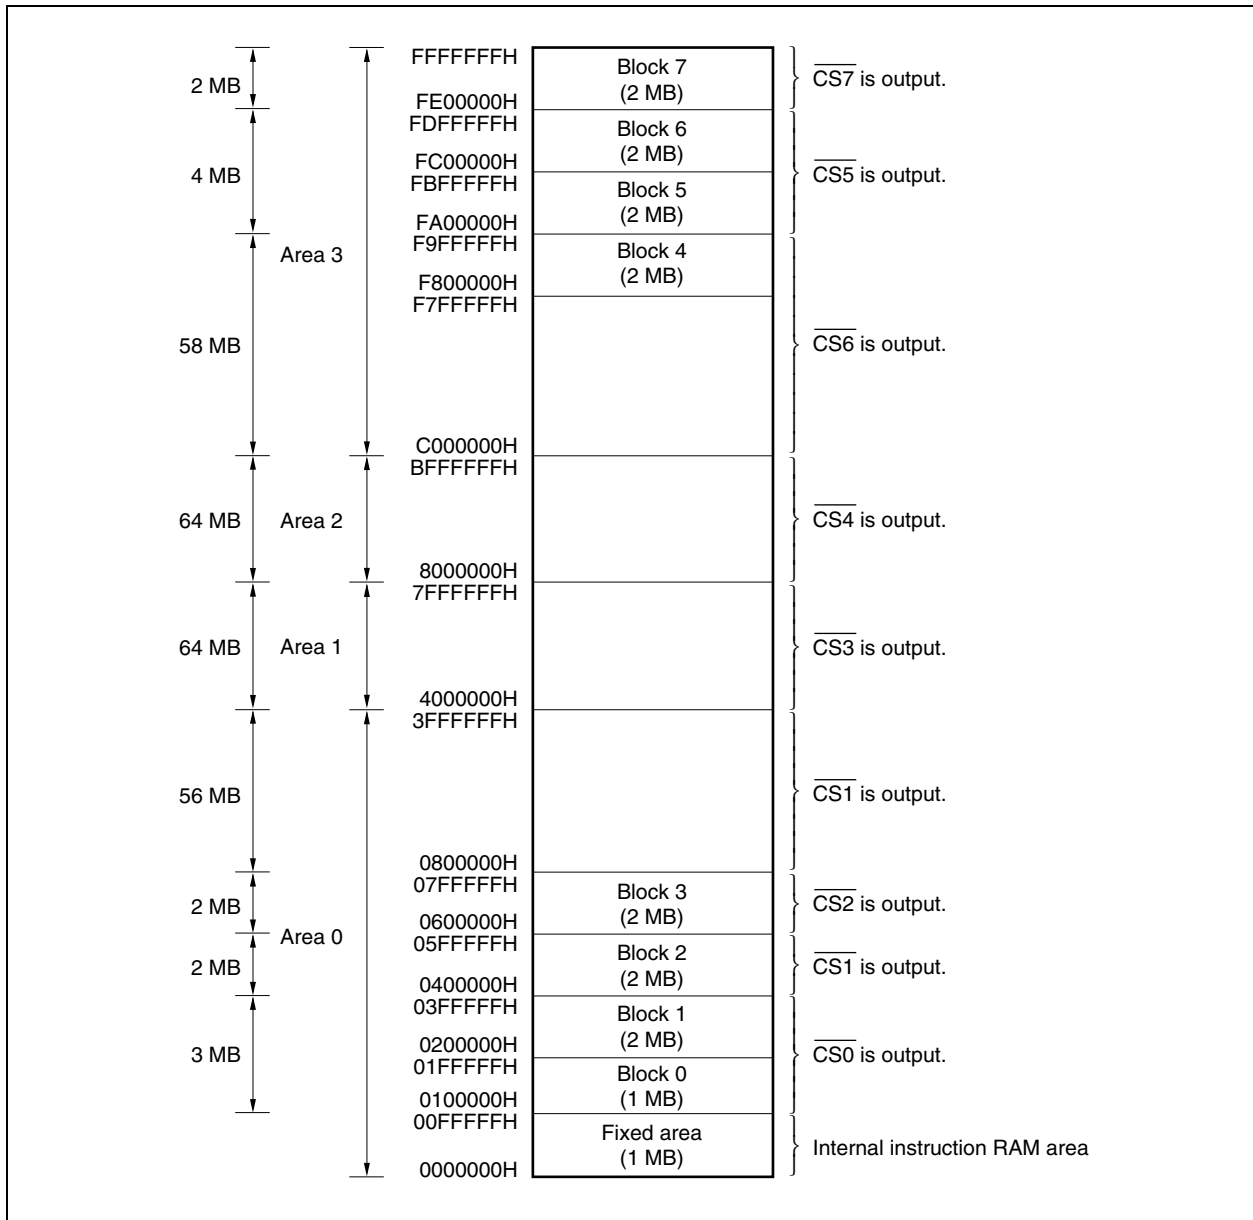 FFFFFFFH
Block 7
(2 MB)
2 MB
CS7 is output.
FE00000H
FDFFFFFH
Block 6
(2 MB)
4 MB
FC00000H
FBFFFFFH
CS5 is output.
Block 5
(2 MB)
FA00000H
F9FFFFFH
Area 3
Block 4
(2 MB)
F800000H
F7FFFFFH
58 MB
CS6 is output.
C000000H
BFFFFFFH
64 MB
Area 2
CS4 is output.
8000000H
7FFFFFFH
64 MB
Area 1
CS3 is output.
4000000H
3FFFFFFH
56 MB
CS1 is output.
0800000H
07FFFFFH
Block 3
(2 MB)
2 MB
CS2 is output.
0600000H
05FFFFFH
Area 0
Block 2
(2 MB)
2 MB
CS1 is output.
0400000H
03FFFFFH
Block 1
(2 MB)
3 MB
0200000H
01FFFFFH
CS0 is output.
Block 0
(1 MB)
0100000H
00FFFFFH
Fixed area
(1 MB)
Internal instruction RAM area
0000000H